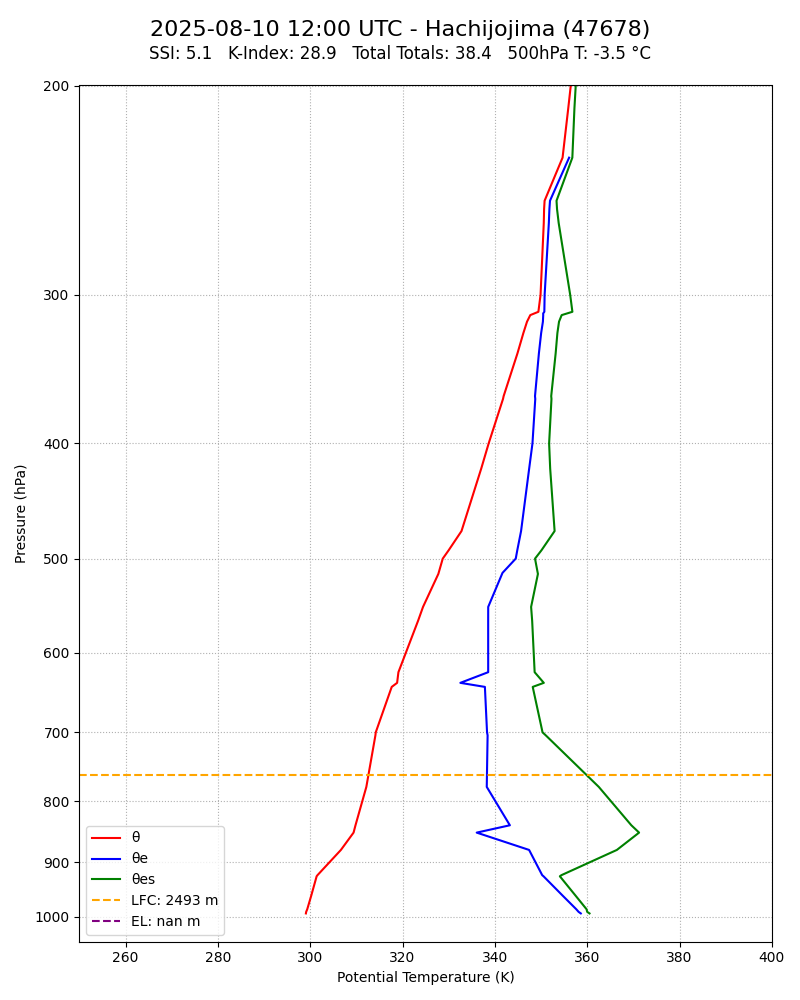 2025-08-10 12:00 UTC - Hachijojima (47678)
SSI: 5.1   K-Index: 28.9   Total Totals: 38.4   500hPa T: -3.5 °C
200
300
400
500
600
700
800
900
1000
Pressure (hPa)
θ
θe
θes
LFC: 2493 m
EL: nan m
260 280 300 320 340 360 380 400
Potential Temperature (K)